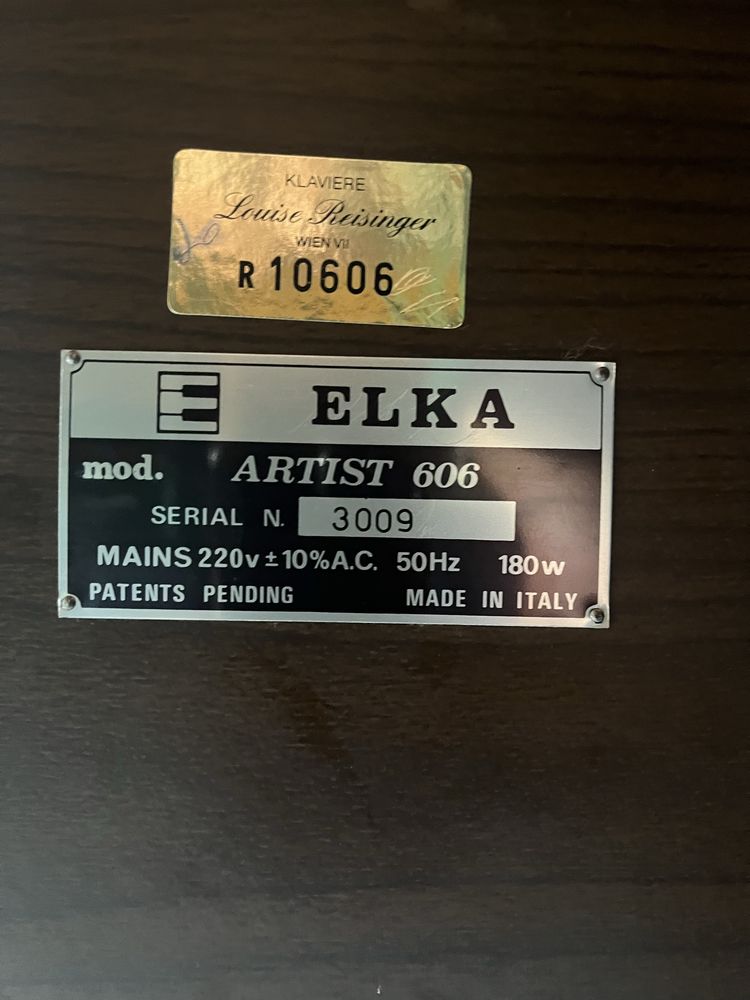 KLAVIERE
Louise Reisinger
WIEN VII
R 10606
ELKA
mod. ARTIST 606
SERIAL N. 3009
MAINS 220v ± 10% A.C. 50Hz 180w
PATENTS PENDING MADE IN ITALY